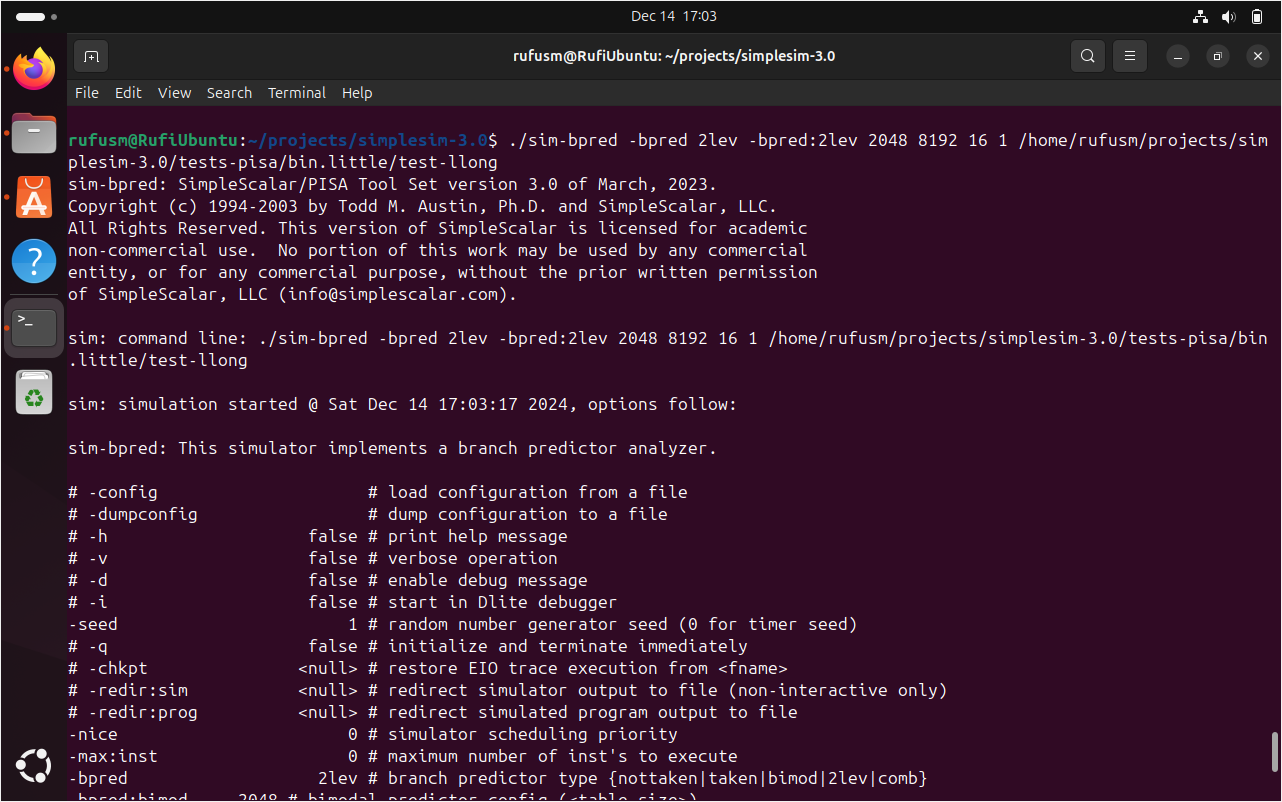 Dec 14 17:03
rufusm@RufiUbuntu: ~/projects/simplesim-3.0
File Edit View Search Terminal Help
rufusm@RufiUbuntu:~/projects/simplesim-3.0$ ./sim-bpred -bpred 2lev -bpred:2lev 2048 8192 16 1 /home/rufusm/projects/sim
plesim-3.0/tests-pisa/bin.little/test-llong
sim-bpred: SimpleScalar/PISA Tool Set version 3.0 of March, 2023.
Copyright (c) 1994-2003 by Todd M. Austin, Ph.D. and SimpleScalar, LLC.
All Rights Reserved. This version of SimpleScalar is licensed for academic
non-commercial use.  No portion of this work may be used by any commercial
entity, or for any commercial purpose, without the prior written permission
of SimpleScalar, LLC (info@simplescalar.com).
sim: command line: ./sim-bpred -bpred 2lev -bpred:2lev 2048 8192 16 1 /home/rufusm/projects/simplesim-3.0/tests-pisa/bin
.little/test-llong
sim: simulation started @ Sat Dec 14 17:03:17 2024, options follow:
sim-bpred: This simulator implements a branch predictor analyzer.
# -config                     # load configuration from a file
# -dumpconfig                 # dump configuration to a file
# -h                    false # print help message
# -v                    false # verbose operation
# -d                    false # enable debug message
# -i                    false # start in Dlite debugger
-seed                       1 # random number generator seed (0 for timer seed)
# -q                    false # initialize and terminate immediately
# -chkpt               <null> # restore EIO trace execution from <fname>
# -redir:sim           <null> # redirect simulator output to file (non-interactive only)
# -redir:prog          <null> # redirect simulated program output to file
-nice                       0 # simulator scheduling priority
-max:inst                   0 # maximum number of inst's to execute
-bpred                   2lev # branch predictor type {nottaken|taken|bimod|2lev|comb}
-bpred:bimod     2048 # bimodal predictor config (<table size>)